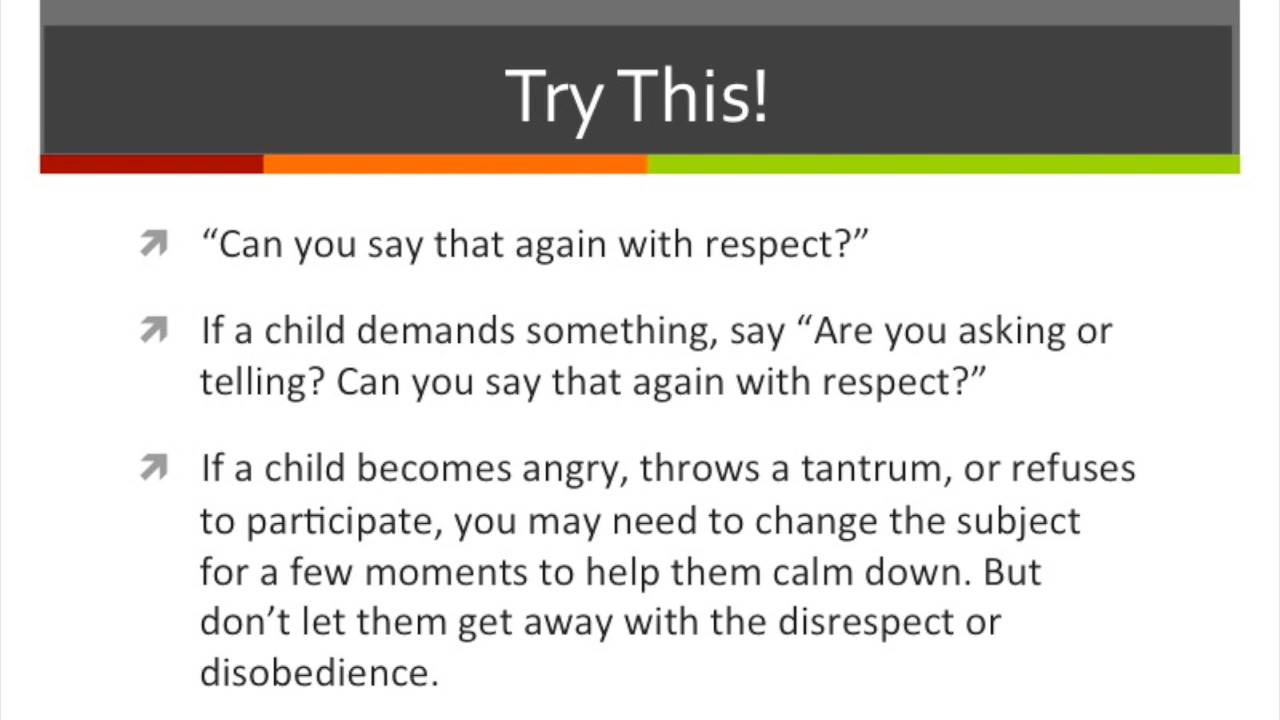 Try This!
“Can you say that again with respect?”
If a child demands something, say “Are you asking or
telling? Can you say that again with respect?”
If a child becomes angry, throws a tantrum, or refuses
to participate, you may need to change the subject
for a few moments to help them calm down. But
don’t let them get away with the disrespect or
disobedience.